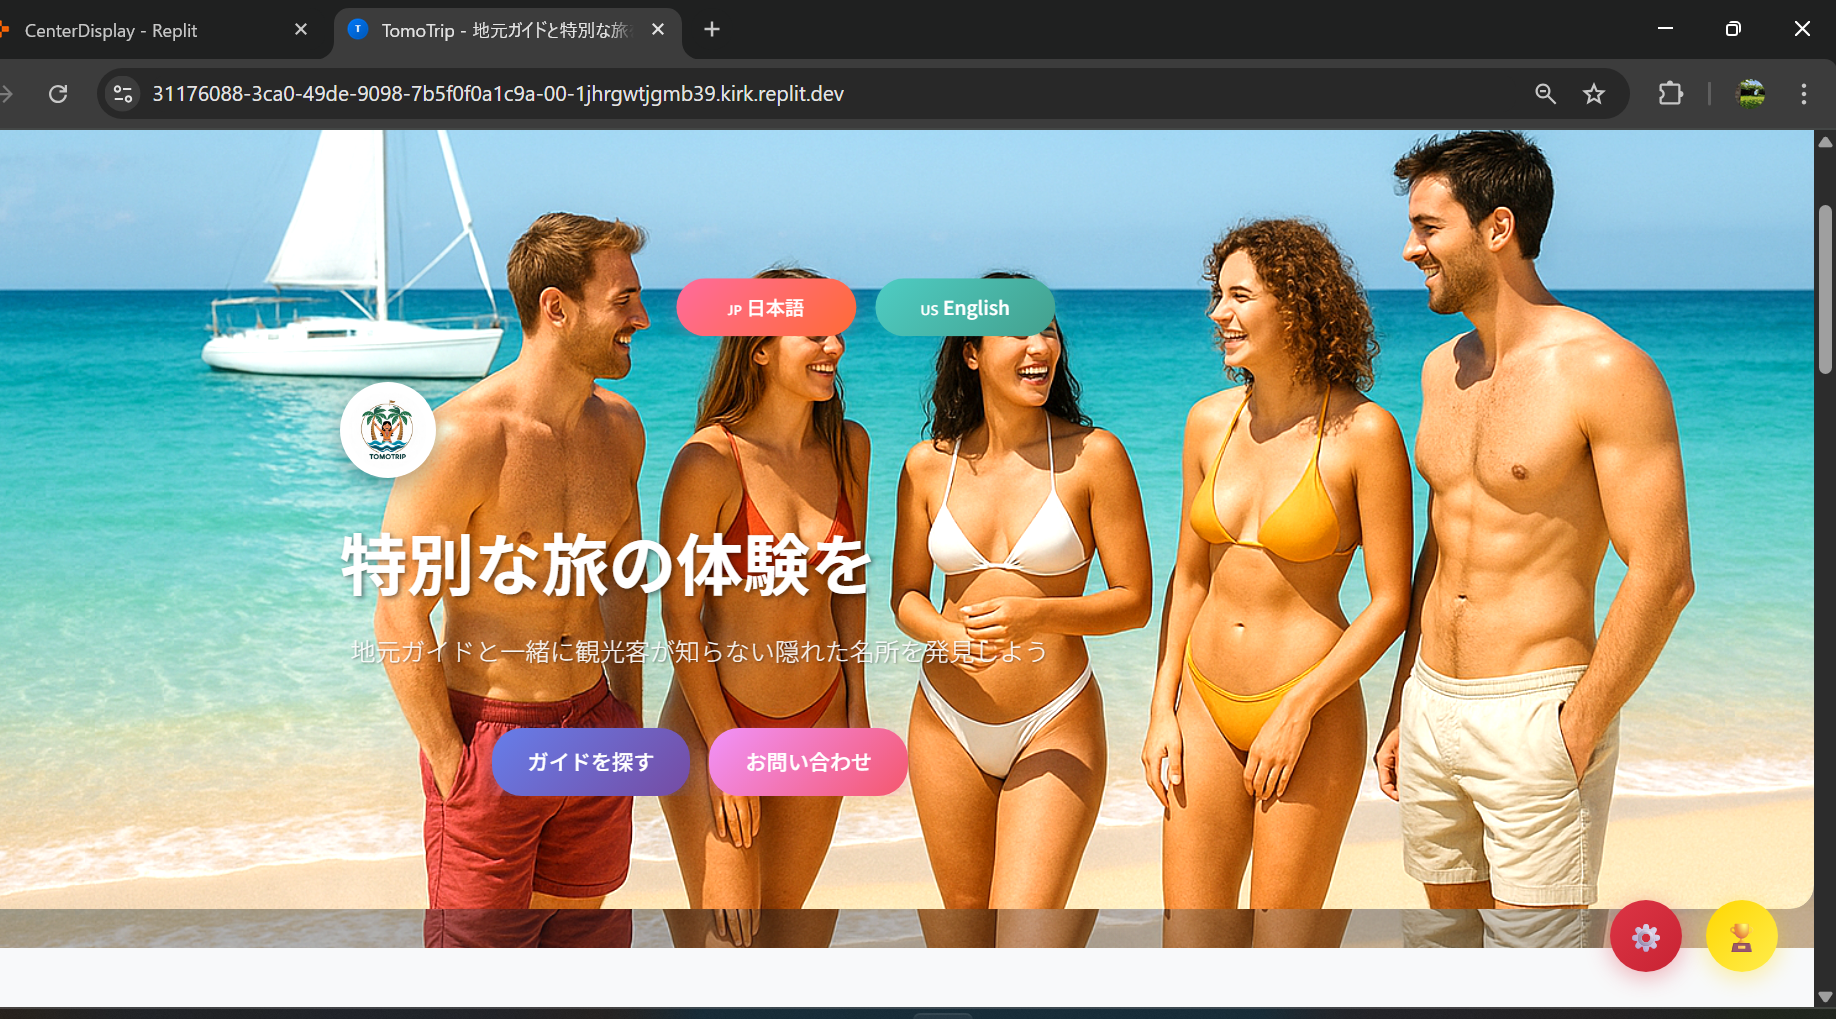 CenterDisplay - Replit
T TomoTrip - 地元ガイドと特別な旅
31176088-3ca0-49de-9098-7b5f0f0a1c9a-00-1jhrgwtjgmb39.kirk.replit.dev
JP 日本語
US English
TOMOTRIP
特別な旅の体験を
地元ガイドと一緒に観光客が知らない隠れた名所を発見しよう
ガイドを探す
お問い合わせ